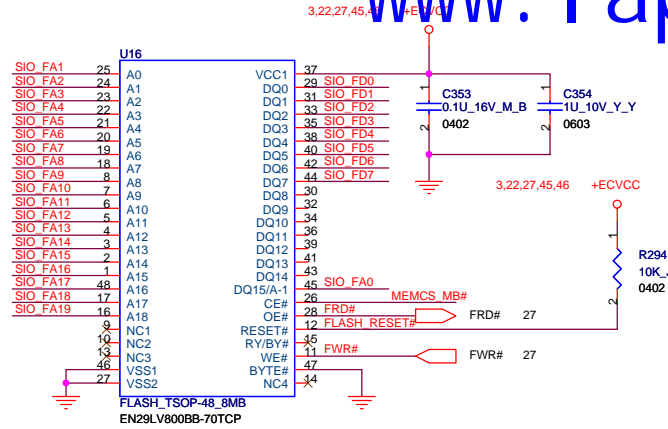 www. rap
3,22,27,45,46 +ECVCC
U16
SIO_FA1 25 A0 VCC1 37
SIO_FA2 24 A1 DQ0 29 SIO_FD0
SIO_FA3 23 A2 DQ1 31 SIO_FD1
SIO_FA4 22 A3 DQ2 33 SIO_FD2
SIO_FA5 21 A4 DQ3 35 SIO_FD3
SIO_FA6 20 A5 DQ4 38 SIO_FD4
SIO_FA7 19 A6 DQ5 40 SIO_FD5
SIO_FA8 18 A7 DQ6 42 SIO_FD6
SIO_FA9 8 A8 DQ7 44 SIO_FD7
SIO_FA10 7 A9 DQ8 30
SIO_FA11 6 A10 DQ9 32
SIO_FA12 5 A11 DQ10 34
SIO_FA13 4 A12 DQ11 36
SIO_FA14 3 A13 DQ12 39
SIO_FA15 2 A14 DQ13 41
SIO_FA16 1 A15 DQ14 43
SIO_FA17 48 A16 DQ15/A-1 45 SIO_FA0
SIO_FA18 17 A17 CE# 26 MEMCS_MB#
SIO_FA19 16 A18 OE# 28 FRD# FRD# 27
9 NC1 RESET# 12 FLASH_RESET#
10 NC2 RY/BY# 15
13 NC3 WE# 11 FWR# FWR# 27
46 VSS1 BYTE# 47
27 VSS2 NC4 14
FLASH_TSOP-48_8MB
EN29LV800BB-70TCP
1 C353
0.1U_16V_M_B
2 0402
1 C354
1U_10V_Y_Y
2 0603
3,22,27,45,46 +ECVCC
1
R294
10K_
0402
2